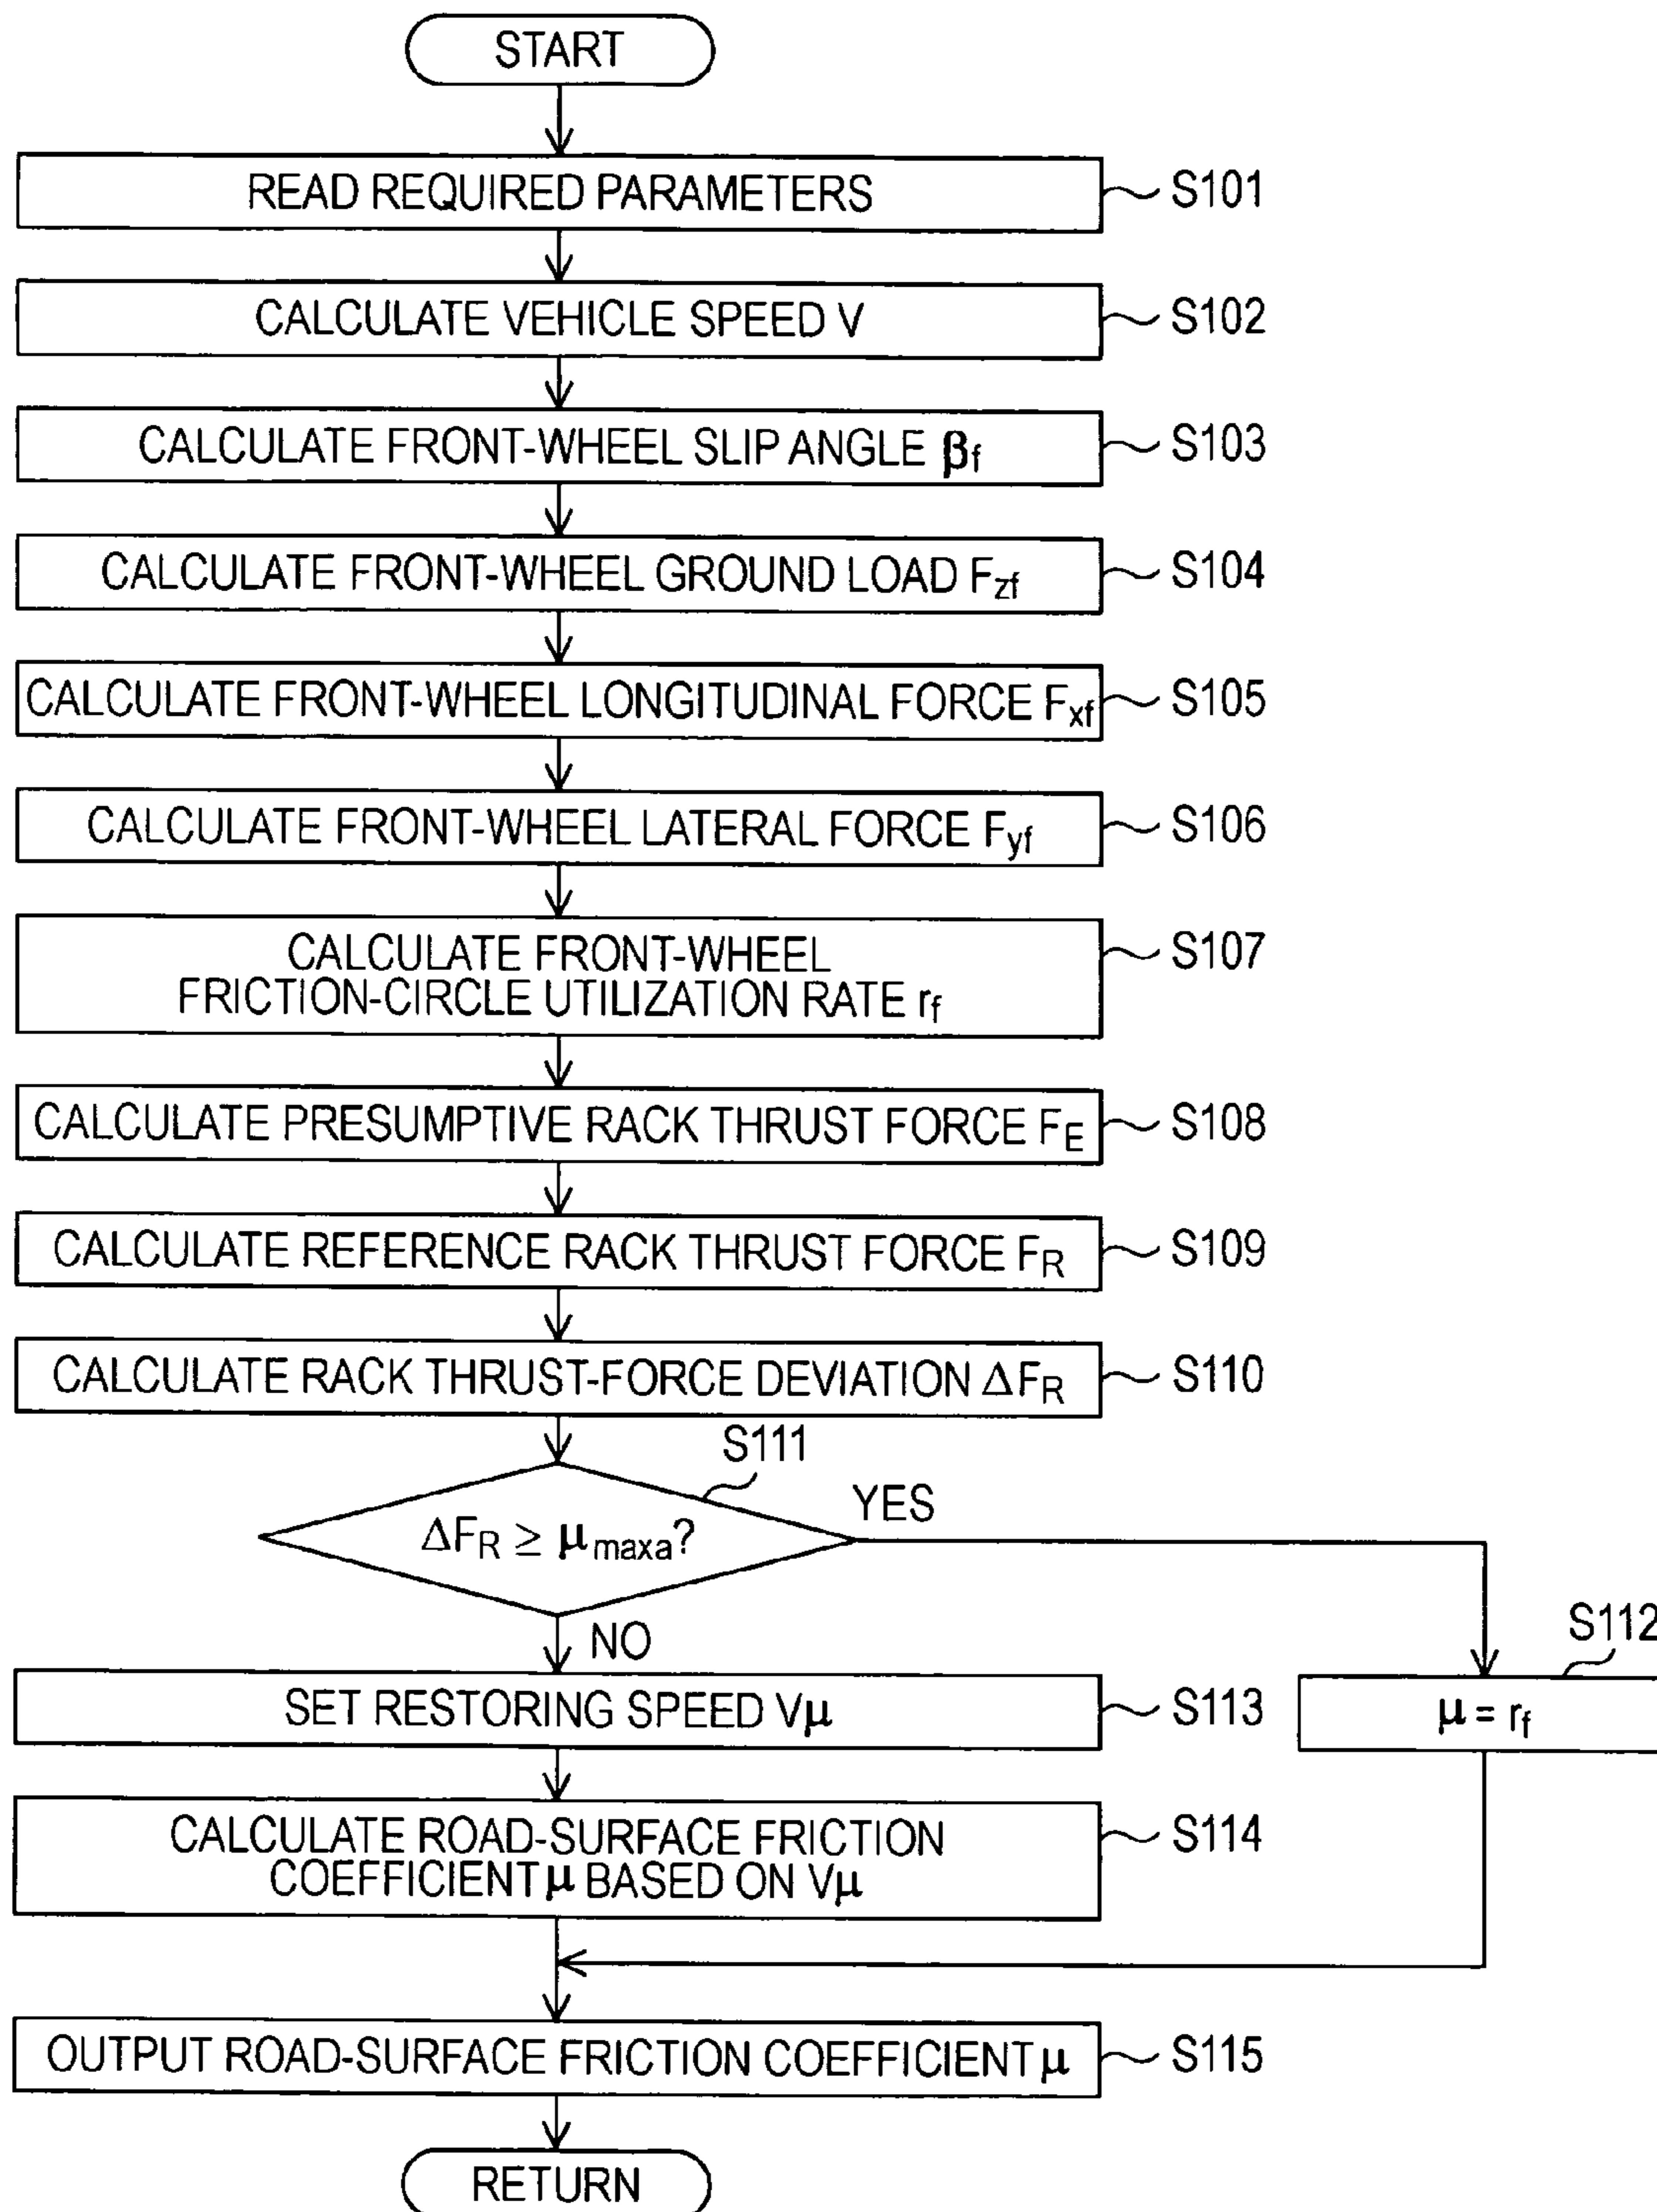 START
READ REQUIRED PARAMETERS
S101
CALCULATE VEHICLE SPEED V
S102
CALCULATE FRONT-WHEEL SLIP ANGLE βf
S103
CALCULATE FRONT-WHEEL GROUND LOAD Fzf
S104
CALCULATE FRONT-WHEEL LONGITUDINAL FORCE Fxf
S105
CALCULATE FRONT-WHEEL LATERAL FORCE Fyf
S106
CALCULATE FRONT-WHEEL
FRICTION-CIRCLE UTILIZATION RATE rf
S107
CALCULATE PRESUMPTIVE RACK THRUST FORCE FE
S108
CALCULATE REFERENCE RACK THRUST FORCE FR
S109
CALCULATE RACK THRUST-FORCE DEVIATION ΔFR
S110
S111
ΔFR ≥ μmaxa?
YES
NO
S112
μ = rf
SET RESTORING SPEED Vμ
S113
CALCULATE ROAD-SURFACE FRICTION
COEFFICIENT μ BASED ON Vμ
S114
OUTPUT ROAD-SURFACE FRICTION COEFFICIENT μ
S115
RETURN